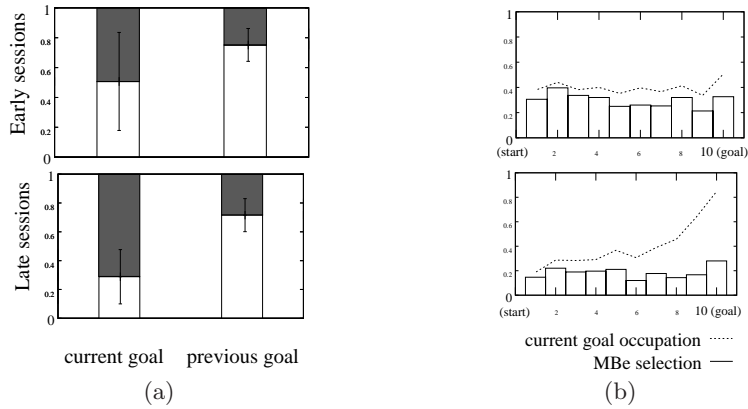 Early sessions
1
0.8
0.6
0.4
0.2
0
Late sessions
1
0.8
0.6
0.4
0.2
0
current goal previous goal
(a)
1
0.8
0.6
0.4
0.2
0
(start) 2 4 6 8 10 (goal)
1
0.8
0.6
0.4
0.2
0
(start) 2 4 6 8 10 (goal)
current goal occupation
MBe selection
(b)